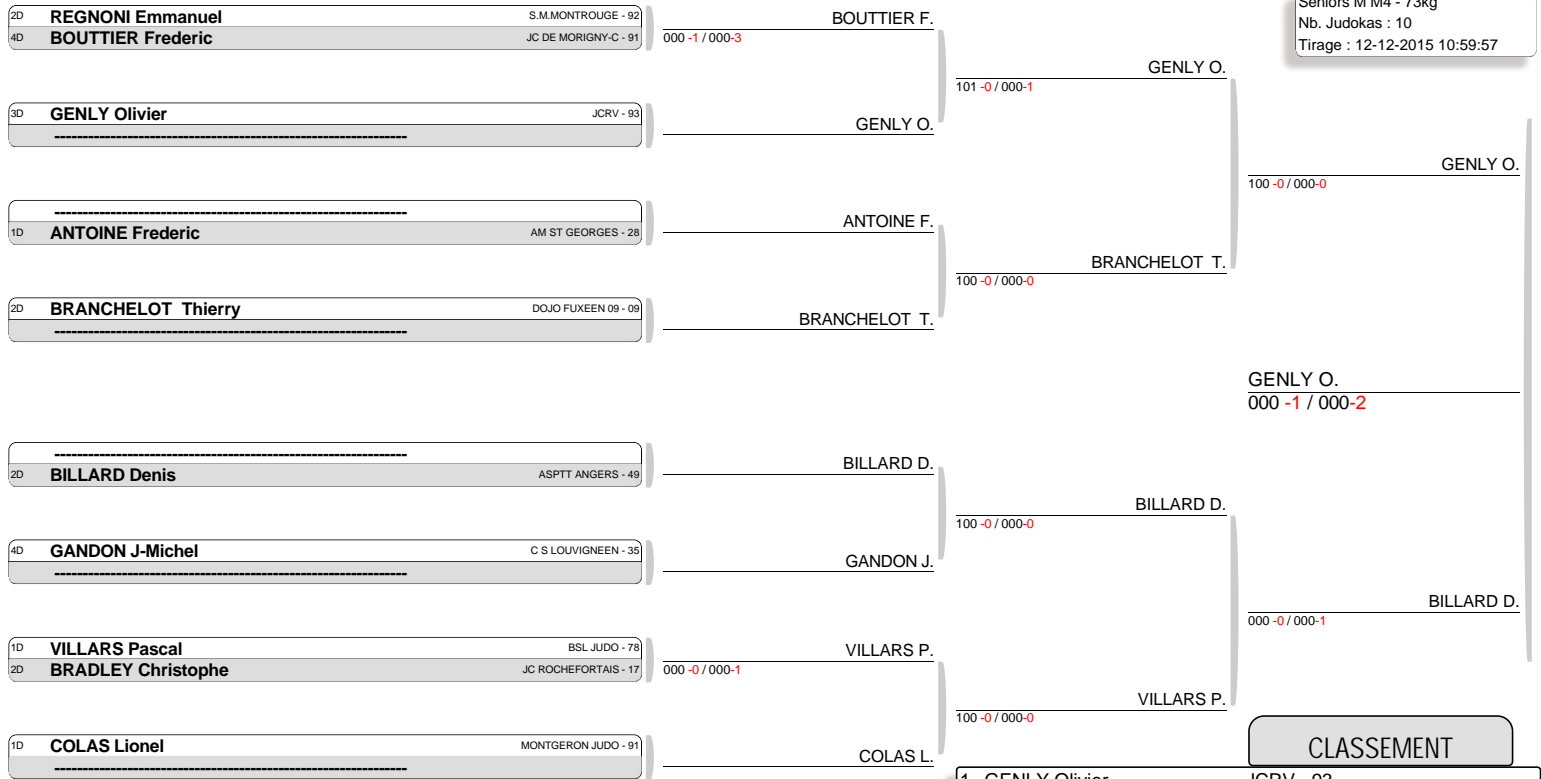 Seniors M M4 - 73kg
Nb. Judokas : 10
Tirage : 12-12-2015 10:59:57
2D REGNONI Emmanuel S.M.MONTROUGE - 92
4D BOUTTIER Frederic JC DE MORIGNY-C - 91
BOUTTIER F.
000 -1 / 000-3
GENLY O.
101 -0 / 000-1
3D GENLY Olivier JCRV - 93
----------------------------------------------------------------
GENLY O.
GENLY O.
100 -0 / 000-0
----------------------------------------------------------------
1D ANTOINE Frederic AM ST GEORGES - 28
ANTOINE F.
BRANCHELOT T.
100 -0 / 000-0
2D BRANCHELOT Thierry DOJO FUXEEN 09 - 09
----------------------------------------------------------------
BRANCHELOT T.
GENLY O.
000 -1 / 000-2
----------------------------------------------------------------
2D BILLARD Denis ASPTT ANGERS - 49
BILLARD D.
BILLARD D.
100 -0 / 000-0
4D GANDON J-Michel C S LOUVIGNEEN - 35
----------------------------------------------------------------
GANDON J.
BILLARD D.
000 -0 / 000-1
1D VILLARS Pascal BSL JUDO - 78
2D BRADLEY Christophe JC ROCHEFORTAIS - 17
VILLARS P.
000 -0 / 000-1
VILLARS P.
100 -0 / 000-0
1D COLAS Lionel MONTGERON JUDO - 91
----------------------------------------------------------------
COLAS L.
CLASSEMENT
1 GENLY Olivier JCRV - 93